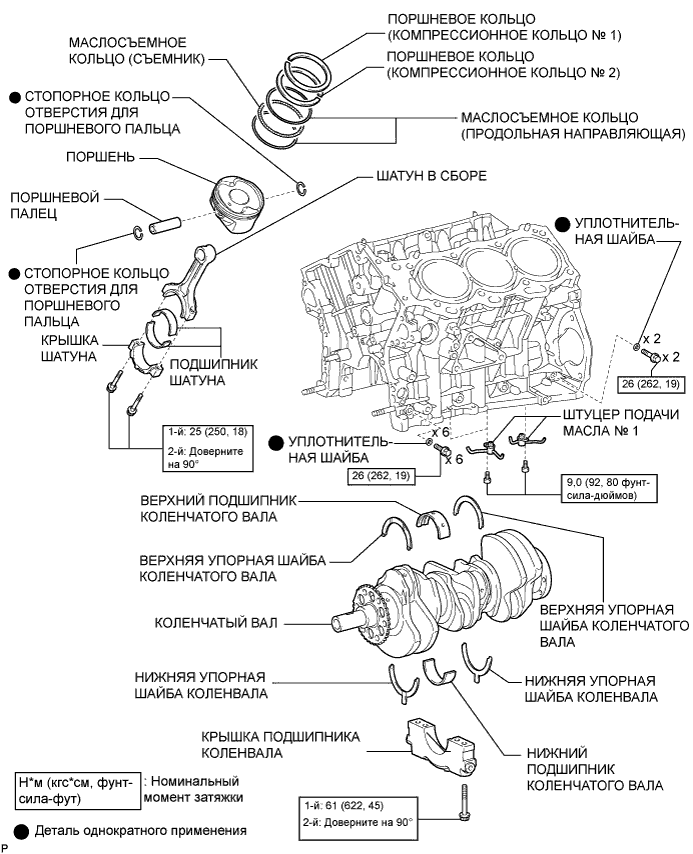 ПОРШНЕВОЕ КОЛЬЦО
(КОМПРЕССИОННОЕ КОЛЬЦО № 1)
МАСЛОСЪЕМНОЕ
КОЛЬЦО (СЪЕМНИК)
ПОРШНЕВОЕ КОЛЬЦО
(КОМПРЕССИОННОЕ КОЛЬЦО № 2)
СТОПОРНОЕ КОЛЬЦО
ОТВЕРСТИЯ ДЛЯ
ПОРШНЕВОГО ПАЛЬЦА
МАСЛОСЪЕМНОЕ КОЛЬЦО
(ПРОДОЛЬНАЯ НАПРАВЛЯЮЩАЯ)
ПОРШЕНЬ
ШАТУН В СБОРЕ
ПОРШНЕВОЙ
ПАЛЕЦ
УПЛОТНИТЕЛЬ-
НАЯ ШАЙБА
СТОПОРНОЕ КОЛЬЦО
ОТВЕРСТИЯ ДЛЯ
ПОРШНЕВОГО
ПАЛЬЦА
КРЫШКА
ШАТУНА
ПОДШИПНИК
ШАТУНА
x 2
x 2
26 (262, 19)
1-й: 25 (250, 18)
2-й: Доверните
на 90°
УПЛОТНИТЕЛЬ-
НАЯ ШАЙБА
x 6
x 6
26 (262, 19)
ШТУЦЕР ПОДАЧИ
МАСЛА № 1
9,0 (92, 80 фунт-
сила-дюймов)
ВЕРХНИЙ ПОДШИПНИК
КОЛЕНЧАТОГО ВАЛА
ВЕРХНЯЯ УПОРНАЯ ШАЙБА
КОЛЕНЧАТОГО ВАЛА
КОЛЕНЧАТЫЙ ВАЛ
ВЕРХНЯЯ УПОРНАЯ
ШАЙБА КОЛЕНЧАТОГО
ВАЛА
НИЖНЯЯ УПОРНАЯ
ШАЙБА КОЛЕНВАЛА
НИЖНЯЯ УПОРНАЯ
ШАЙБА КОЛЕНВАЛА
КРЫШКА ПОДШИПНИКА
КОЛЕНВАЛА
НИЖНИЙ
ПОДШИПНИК
КОЛЕНЧАТОГО ВАЛА
Н*м (кгс*см, фунт-
сила-фут)
: Номинальный
момент затяжки
1-й: 61 (622, 45)
2-й: Доверните на 90°
Деталь однократного применения
P